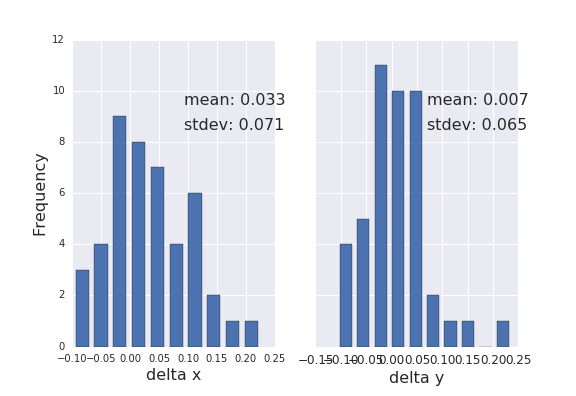 12
10
8
6
4
2
0
Frequency
mean: 0.033
stdev: 0.071
−0.10 −0.05 0.00 0.05 0.10 0.15 0.20 0.25
delta x
mean: 0.007
stdev: 0.065
−0.15 −0.10 −0.05 0.00 0.05 0.10 0.15 0.20 0.25
delta y